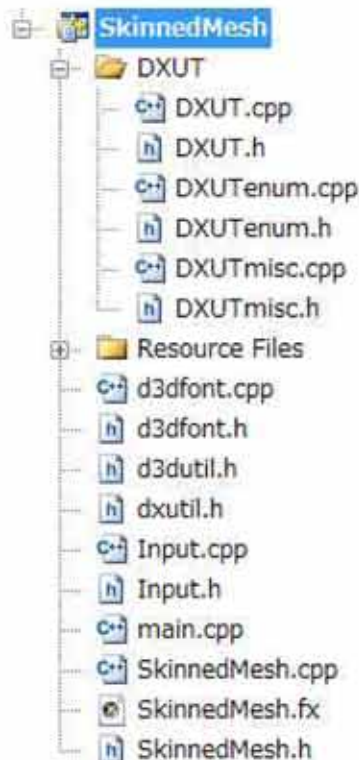 SkinnedMesh
DXUT
DXUT.cpp
DXUT.h
DXUTenum.cpp
DXUTenum.h
DXUTmisc.cpp
DXUTmisc.h
Resource Files
d3dfont.cpp
d3dfont.h
d3dutil.h
dxutil.h
Input.cpp
Input.h
main.cpp
SkinnedMesh.cpp
SkinnedMesh.fx
SkinnedMesh.h